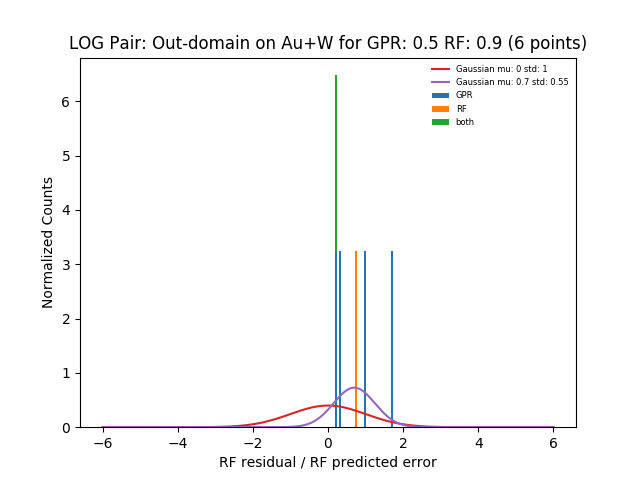 LOG Pair: Out-domain on Au+W for GPR: 0.5 RF: 0.9 (6 points)
Gaussian mu: 0 std: 1
Gaussian mu: 0.7 std: 0.55
GPR
RF
both
Normalized Counts
6
5
4
3
2
1
0
−6
−4
−2
0
2
4
6
RF residual / RF predicted error